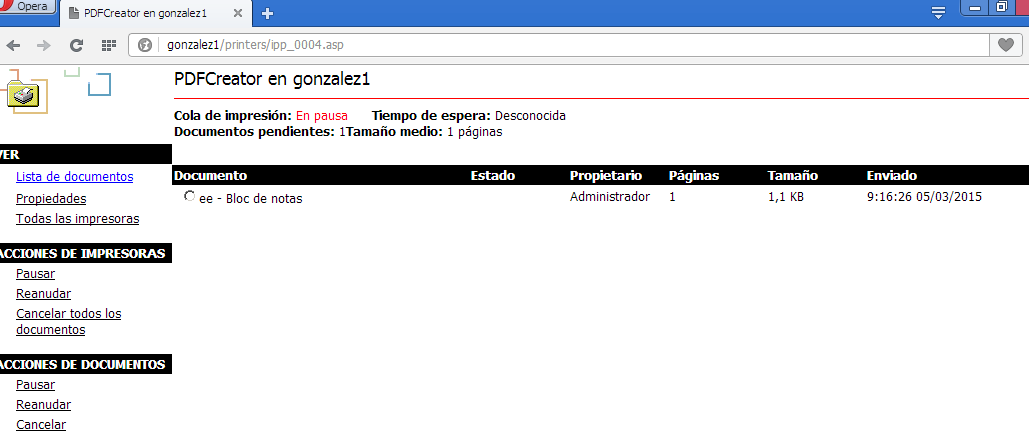 Opera
PDFCreator en gonzalez1
gonzalez1/printers/ipp_0004.asp
PDFCreator en gonzalez1
Cola de impresión: En pausa Tiempo de espera: Desconocida
Documentos pendientes: 1Tamaño medio: 1 páginas
VER
Lista de documentos
Propiedades
Todas las impresoras
ACCIONES DE IMPRESORAS
Pausar
Reanudar
Cancelar todos los
documentos
ACCIONES DE DOCUMENTOS
Pausar
Reanudar
Cancelar
Documento Estado Propietario Páginas Tamaño Enviado
ee - Bloc de notas Administrador 1 1,1 KB 9:16:26 05/03/2015